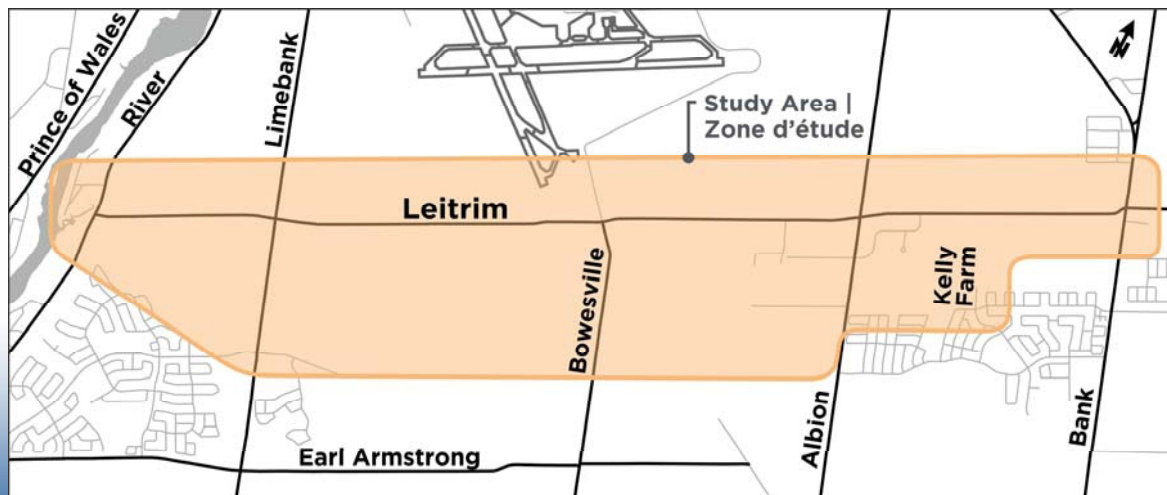 Prince of Wales
River
Limebank
N
Study Area |
Zone d'étude
Leitrim
Bowesville
Kelly
Farm
Albion
Bank
Earl Armstrong